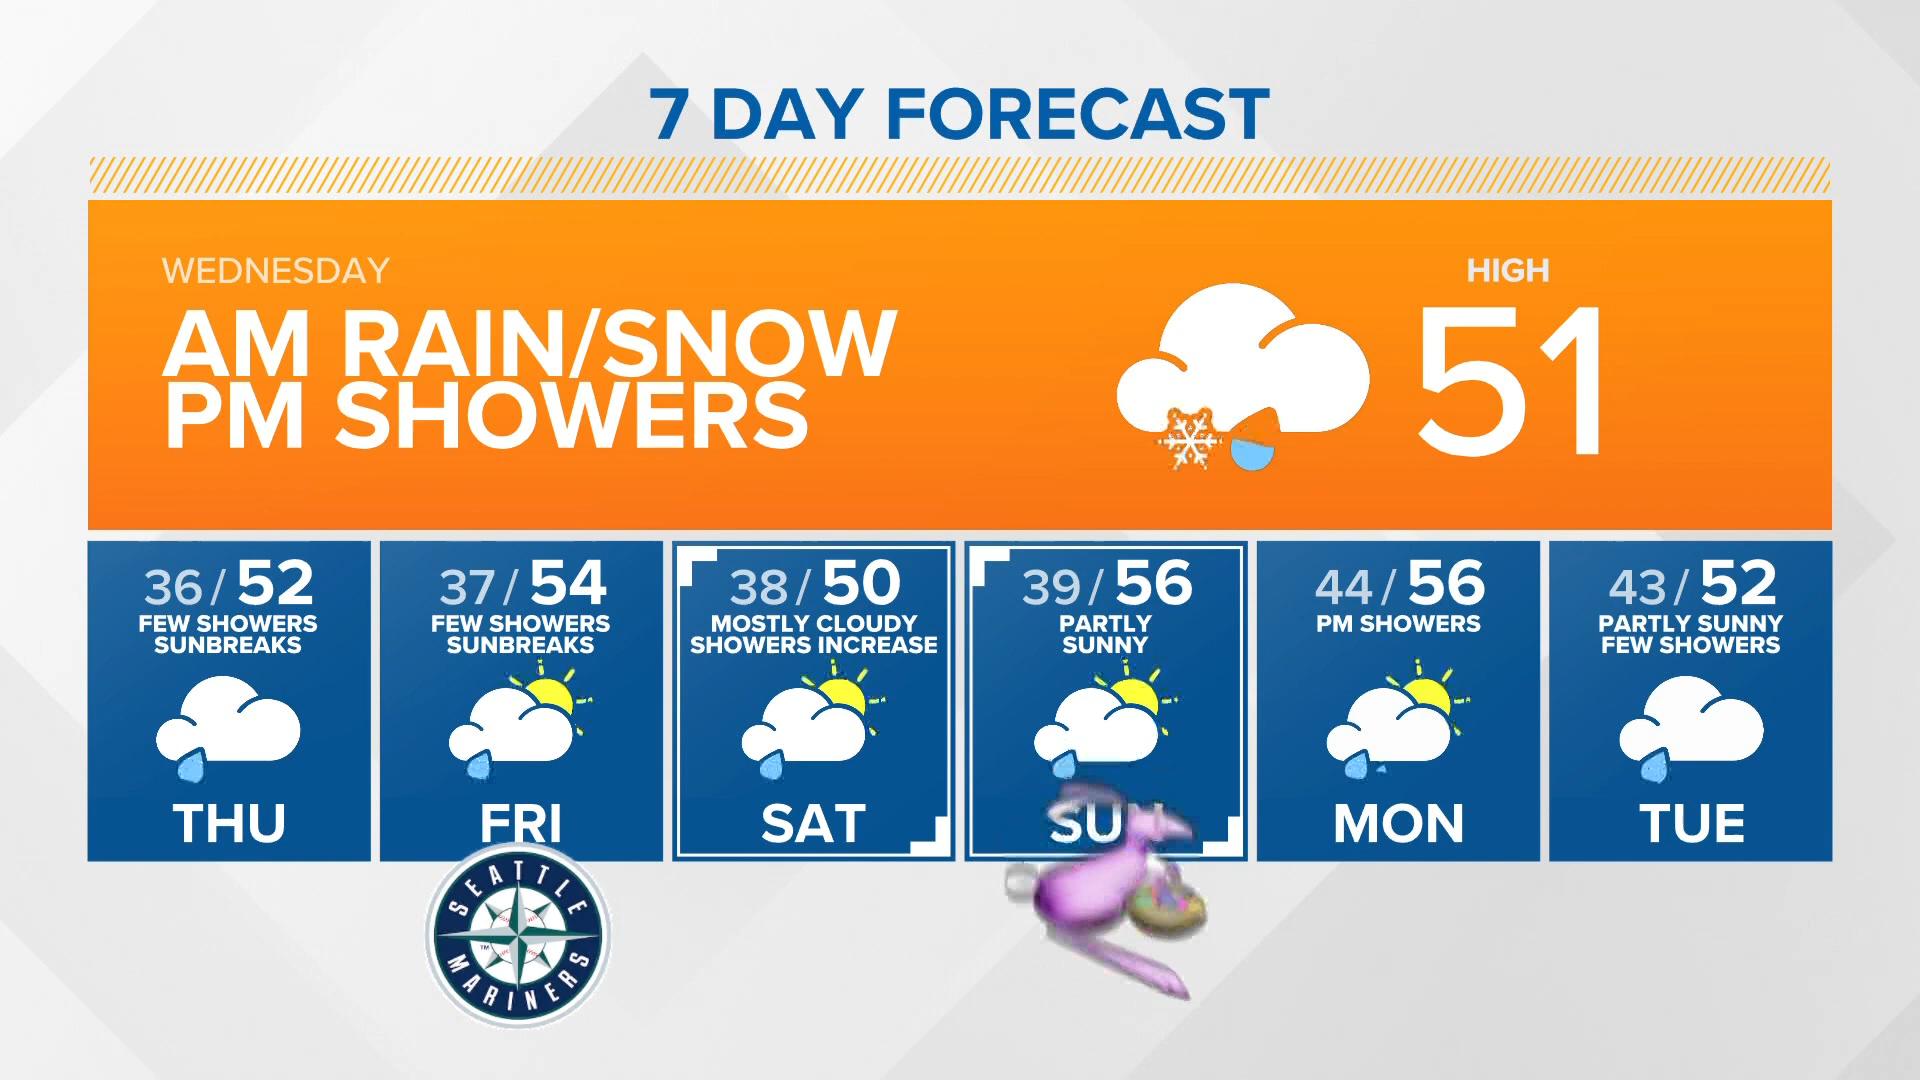 7 DAY FORECAST
WEDNESDAY
AM RAIN/SNOW
PM SHOWERS
HIGH
51
36/52
FEW SHOWERS
SUNBREAKS
THU
37/54
FEW SHOWERS
SUNBREAKS
FRI
38/50
MOSTLY CLOUDY
SHOWERS INCREASE
SAT
39/56
PARTLY
SUNNY
SUN
44/56
PM SHOWERS
MON
43/52
PARTLY SUNNY
FEW SHOWERS
TUE
SEATTLE
TM
MARINERS